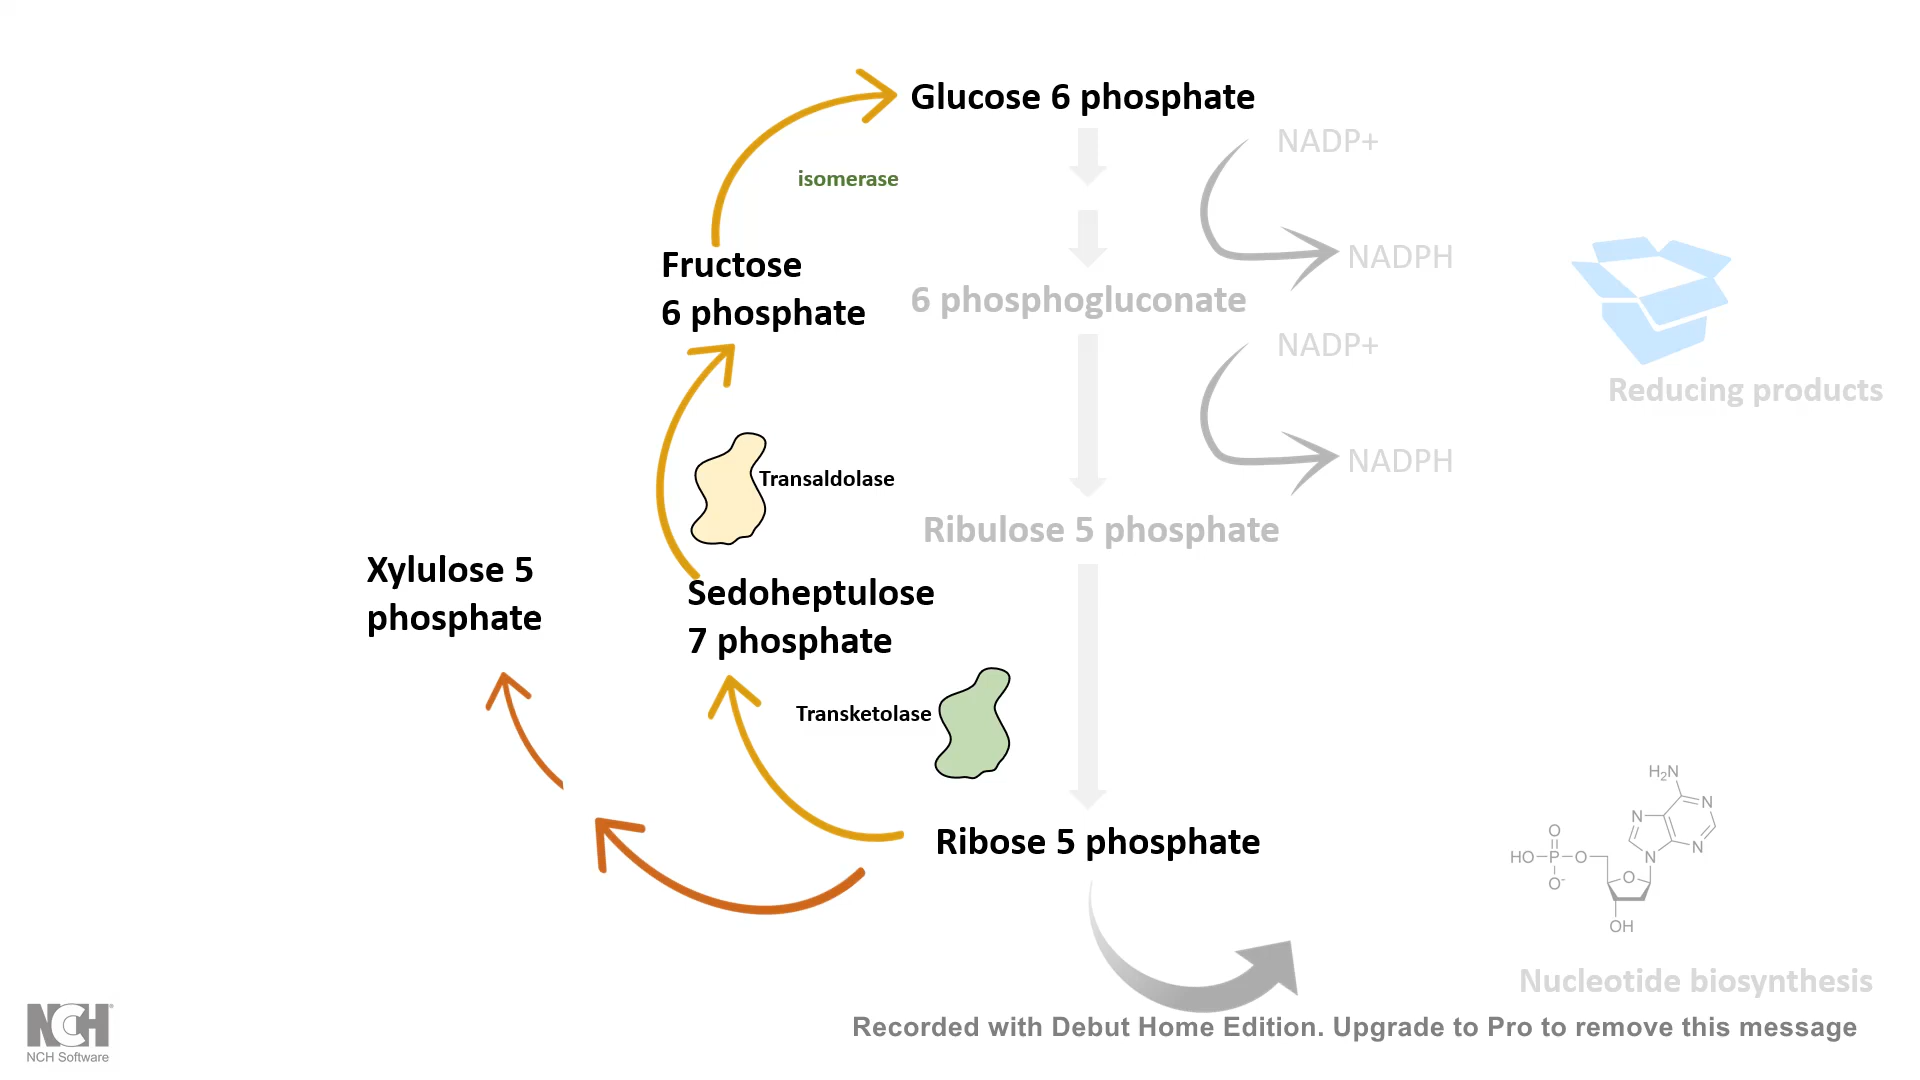 Glucose 6 phosphate
NADP+
isomerase
NADPH
Fructose
6 phosphate
6 phosphogluconate
NADP+
Reducing products
NADPH
Transaldolase
Ribulose 5 phosphate
Xylulose 5
phosphate
Sedoheptulose
7 phosphate
Transketolase
Ribose 5 phosphate
H2N
N
N
N
N
O
HO
P
O
O-
O
OH
Nucleotide biosynthesis
NCH
NCH Software
Recorded with Debut Home Edition. Upgrade to Pro to remove this message